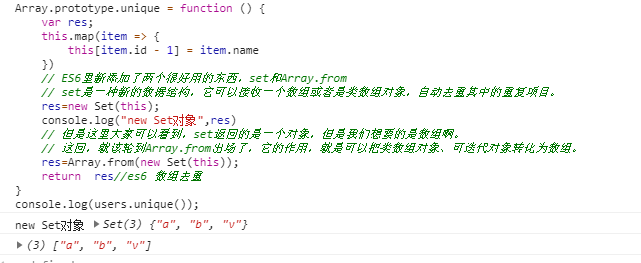 Array.prototype.unique = function () {
var res;
this.map(item => {
this[item.id - 1] = item.name
})
// ES6里新添加了两个很好用的东西，set和Array.from
// set是一种新的数据结构，它可以接收一个数组或者是类数组对象，自动去重其中的重复项目。
res=new Set(this);
console.log("new Set对象",res)
// 但是这里大家可以看到，set返回的是一个对象，但是我们想要的是数组啊。
// 这回，就该轮到Array.from出场了，它的作用，就是可以把类数组对象、可迭代对象转化为数组。
res=Array.from(new Set(this));
return res//es6 数组去重
}
console.log(users.unique());
new Set对象 ▶Set(3) {"a", "b", "v"}
▶(3) ["a", "b", "v"]